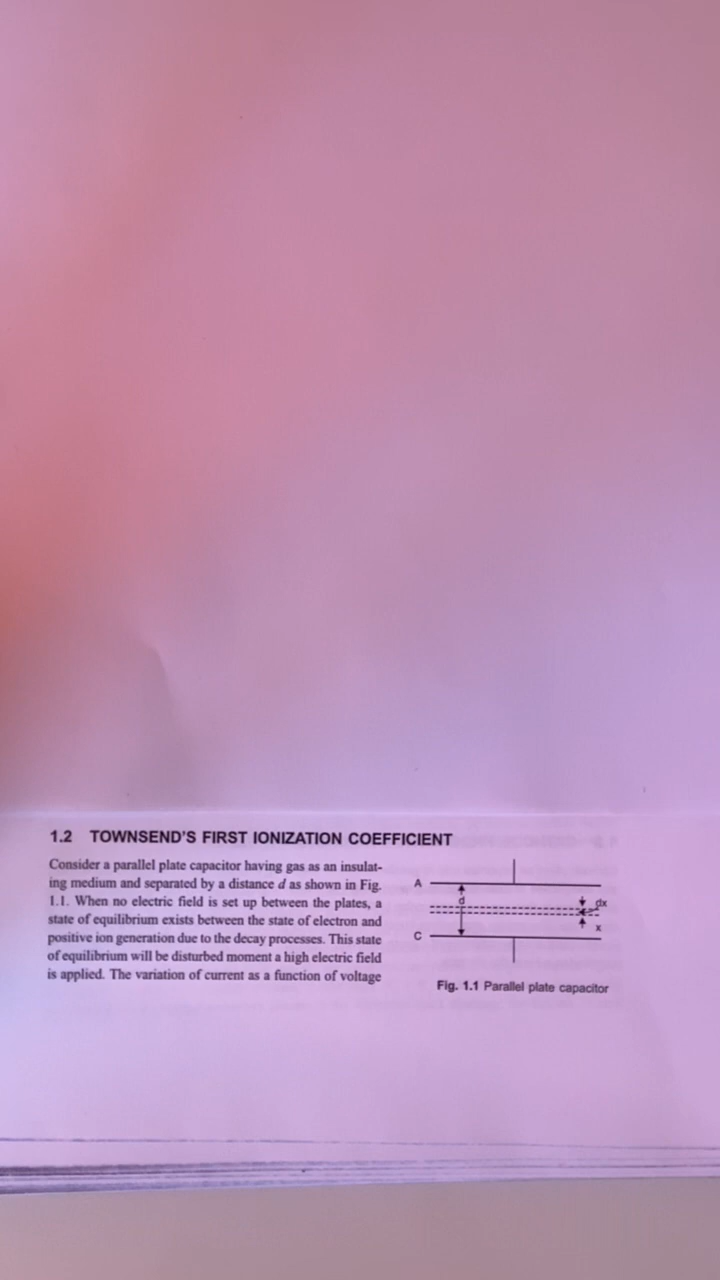 1.2 TOWNSEND'S FIRST IONIZATION COEFFICIENT
Consider a parallel plate capacitor having gas as an insulat-
ing medium and separated by a distance d as shown in Fig.
1.1. When no electric field is set up between the plates, a
state of equilibrium exists between the state of electron and
positive ion generation due to the decay processes. This state
of equilibrium will be disturbed moment a high electric field
is applied. The variation of current as a function of voltage
A
d
dx
x
C
Fig. 1.1 Parallel plate capacitor